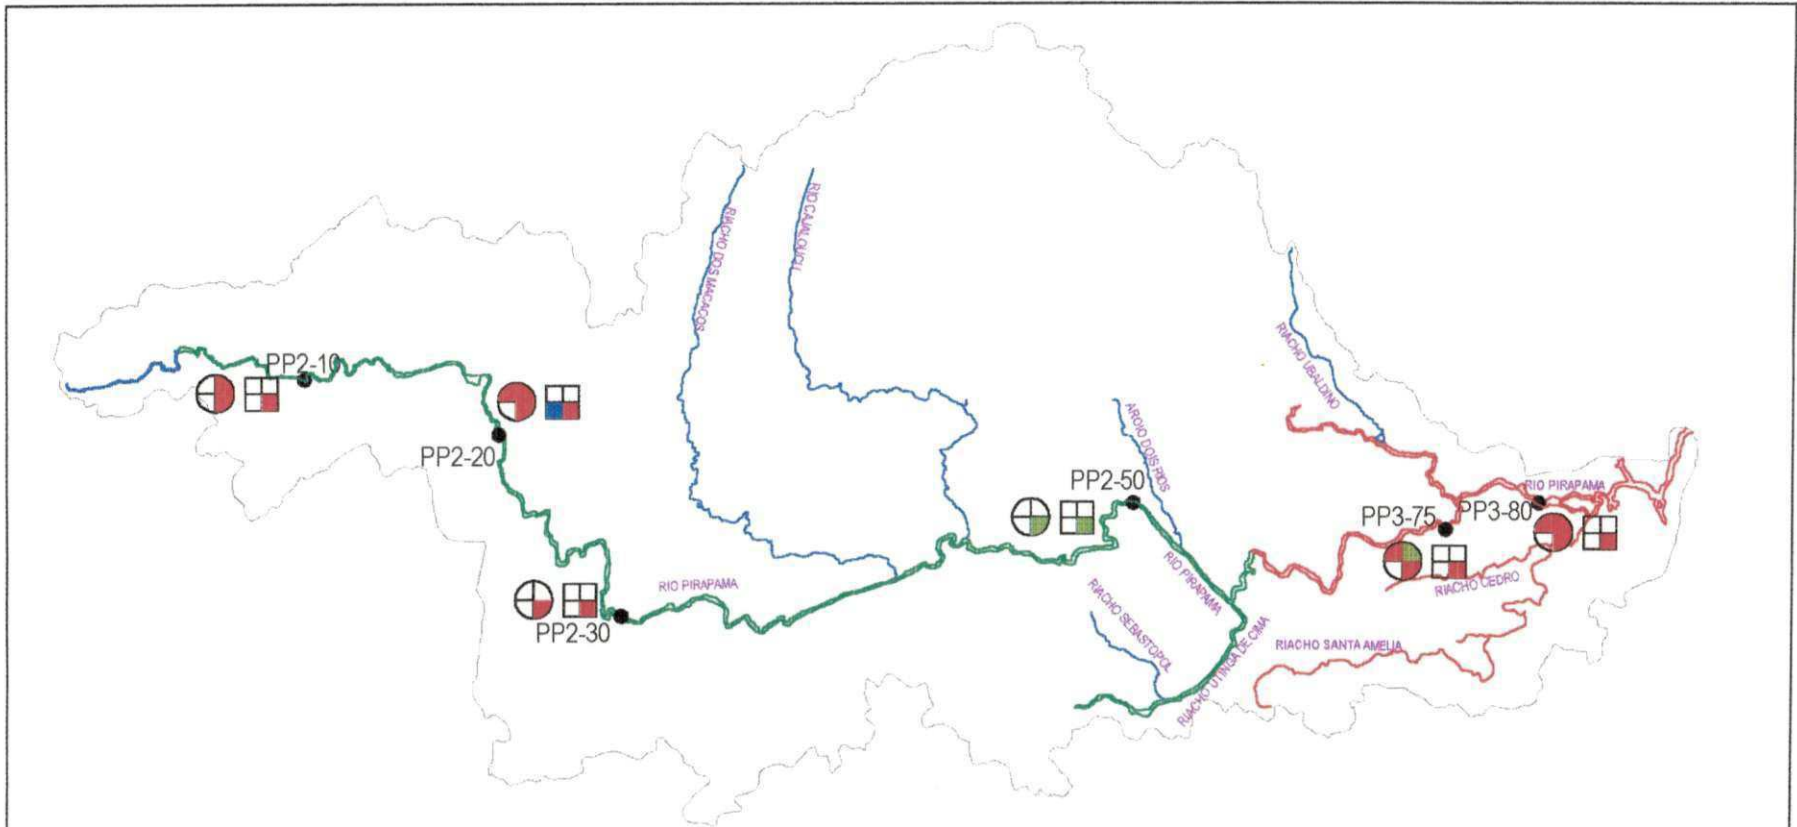 RIACHO DOS MACACOS
PP2-10
PP2-20
PP2-30
RIO PIRAPAMA
PP2-50
RIO PIRAPAMA
RIACHO SEBASTOPOL
RIACHO UTINGA DE CIMA
RIACHO UBALDINO
PP3-75
PP3-80
RIO PIRAPAMA
RIACHO CEDRO
RIACHO SANTA AMELIA
DOIS RIOS